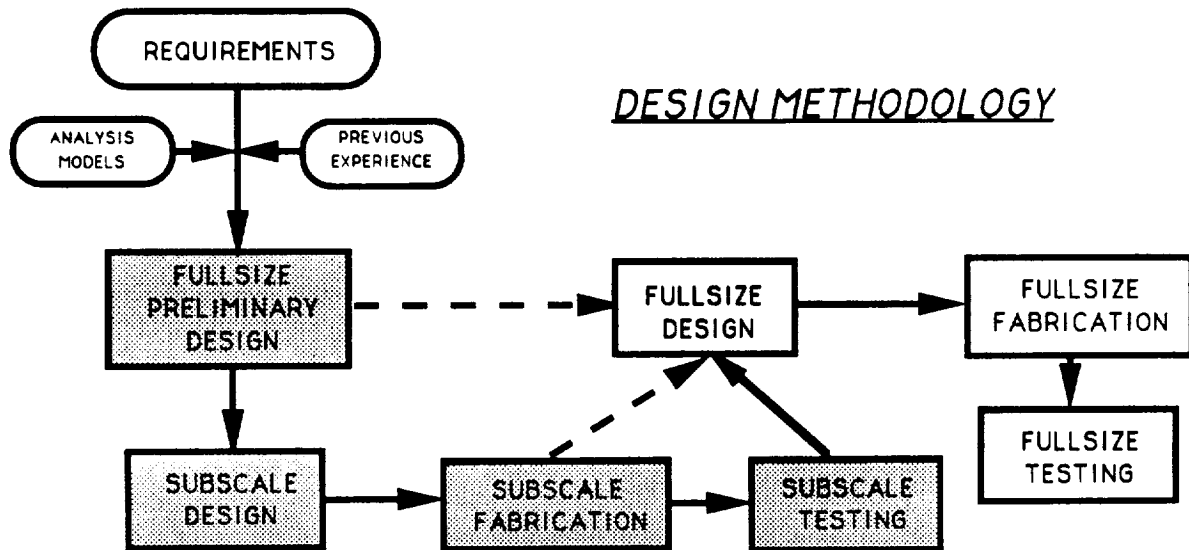 REQUIREMENTS
DESIGN METHODOLOGY
ANALYSIS
MODELS
PREVIOUS
EXPERIENCE
FULLSIZE
PRELIMINARY
DESIGN
FULLSIZE
DESIGN
FULLSIZE
FABRICATION
SUBSCALE
DESIGN
SUBSCALE
FABRICATION
SUBSCALE
TESTING
FULLSIZE
TESTING